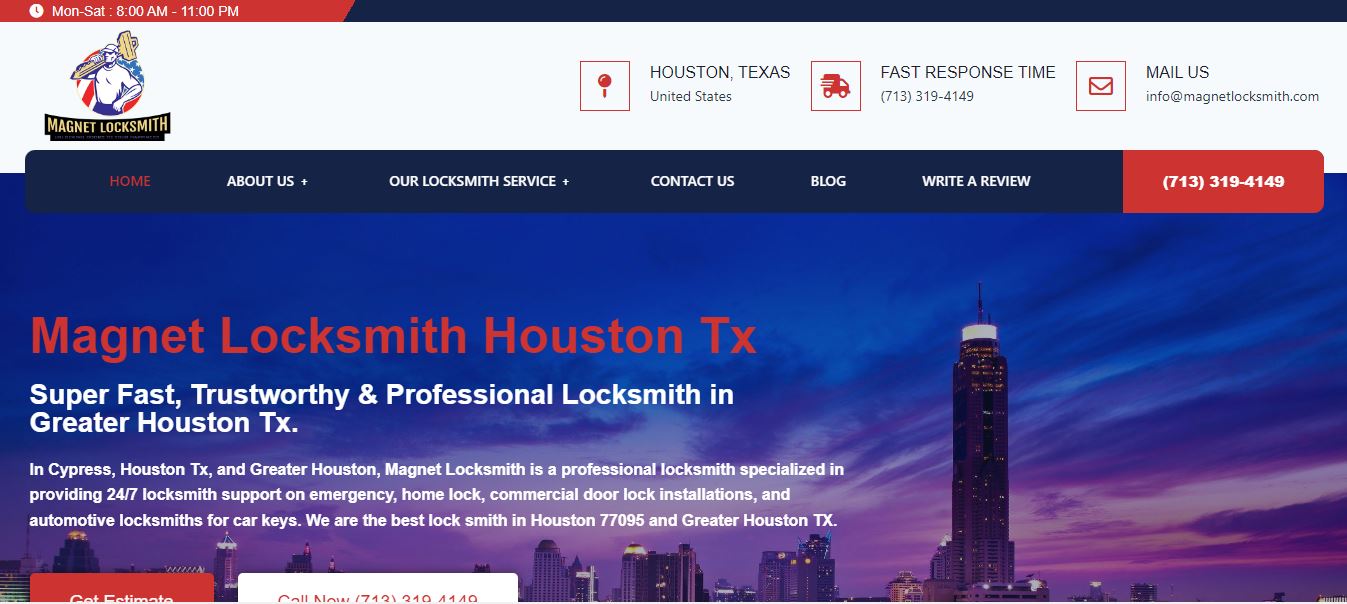 Mon-Sat : 8:00 AM - 11:00 PM
MAGNET LOCKSMITH
HOUSTON, TEXAS
United States
FAST RESPONSE TIME
(713) 319-4149
MAIL US
info@magnetlocksmith.com
HOME
ABOUT US +
OUR LOCKSMITH SERVICE +
CONTACT US
BLOG
WRITE A REVIEW
(713) 319-4149
Magnet Locksmith Houston Tx
Super Fast, Trustworthy & Professional Locksmith in
Greater Houston Tx.
In Cypress, Houston Tx, and Greater Houston, Magnet Locksmith is a professional locksmith specialized in
providing 24/7 locksmith support on emergency, home lock, commercial door lock installations, and
automotive locksmiths for car keys. We are the best lock smith in Houston 77095 and Greater Houston TX.
Get Estimate
Call Now (713) 319-4149